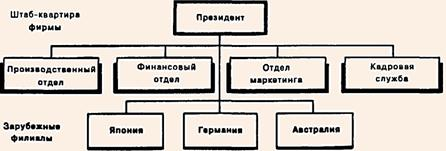 Штаб-квартира
фирмы
Президент
Производственный
отдел
Финансовый
отдел
Отдел
маркетинга
Кадровая
служба
Зарубежные
филиалы
Япония
Германия
Австралия